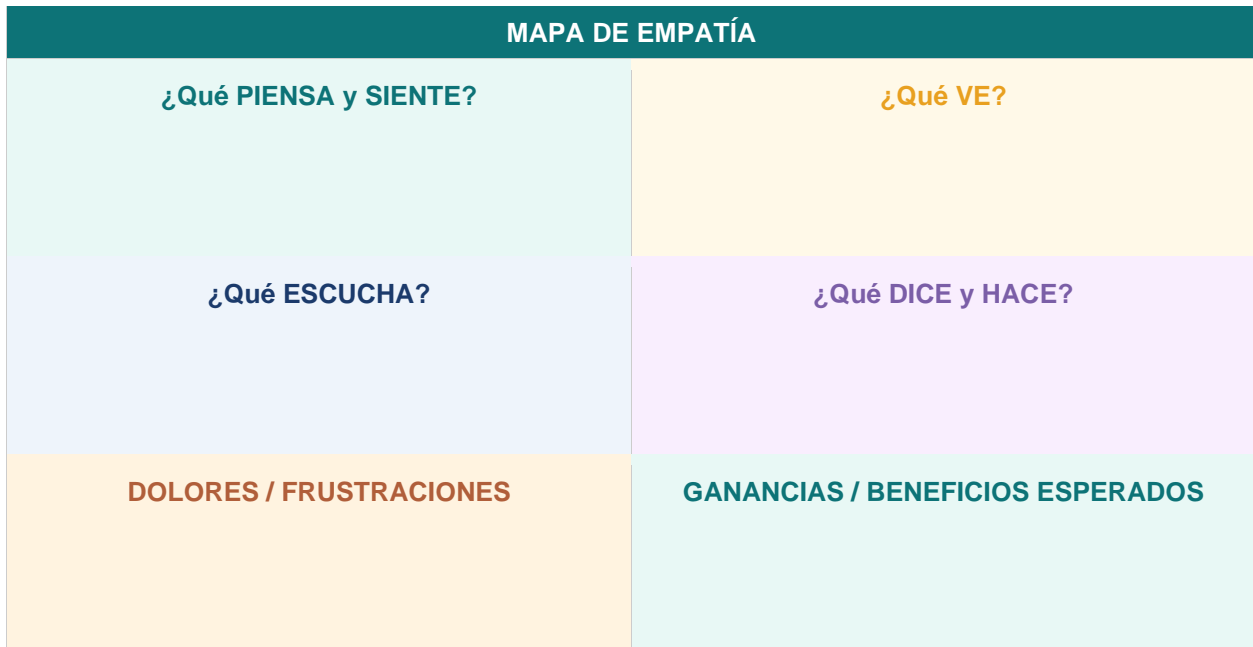 MAPA DE EMPATÍA
¿Qué PIENSA y SIENTE?
¿Qué VE?
¿Qué ESCUCHA?
¿Qué DICE y HACE?
DOLORES / FRUSTRACIONES
GANANCIAS / BENEFICIOS ESPERADOS